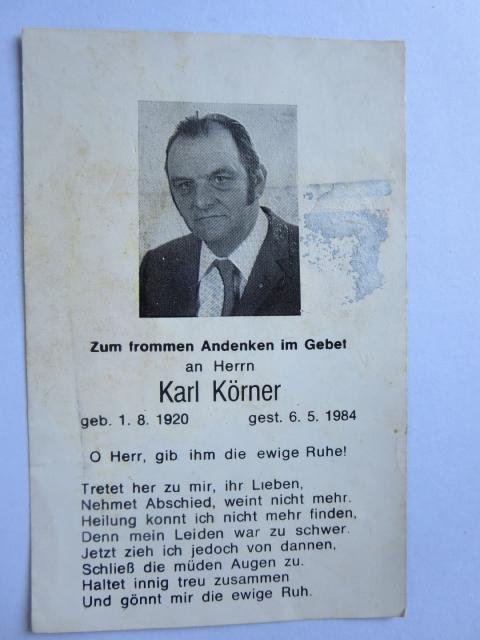 Zum frommen Andenken im Gebet
an Herrn
Karl Körner
geb. 1. 8. 1920 gest. 6. 5. 1984
O Herr, gib ihm die ewige Ruhe!
Tretet her zu mir, ihr Lieben,
Nehmet Abschied, weint nicht mehr.
Heilung konnt ich nicht mehr finden,
Denn mein Leiden war zu schwer.
Jetzt zieh ich jedoch von dannen,
Schließ die müden Augen zu.
Haltet innig treu zusammen
Und gönnt mir die ewige Ruh.